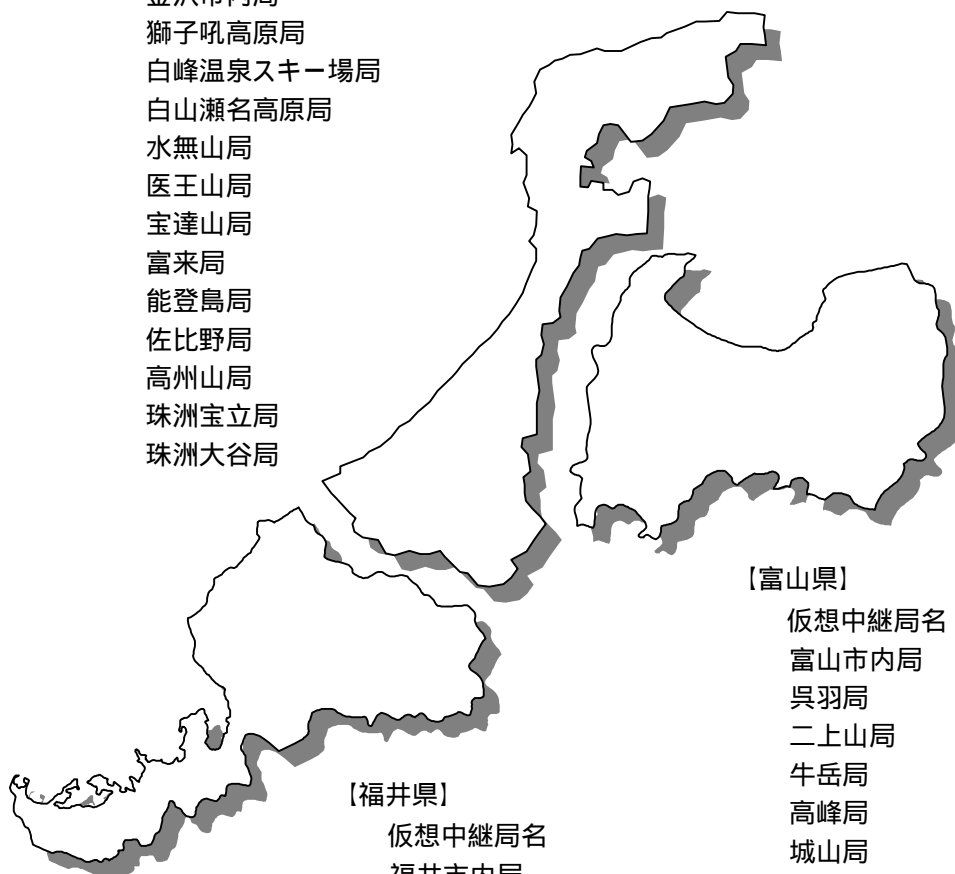 獅子吼高原局
白峰温泉スキー場局
白山瀬名高原局
水無山局
医王山局
宝達山局
富来局
能登島局
佐比野局
高州山局
珠洲宝立局
珠洲大谷局
【富山県】
仮想中継局名
富山市内局
呉羽局
二上山局
牛岳局
高峰局
城山局
【福井県】
仮想中継局名